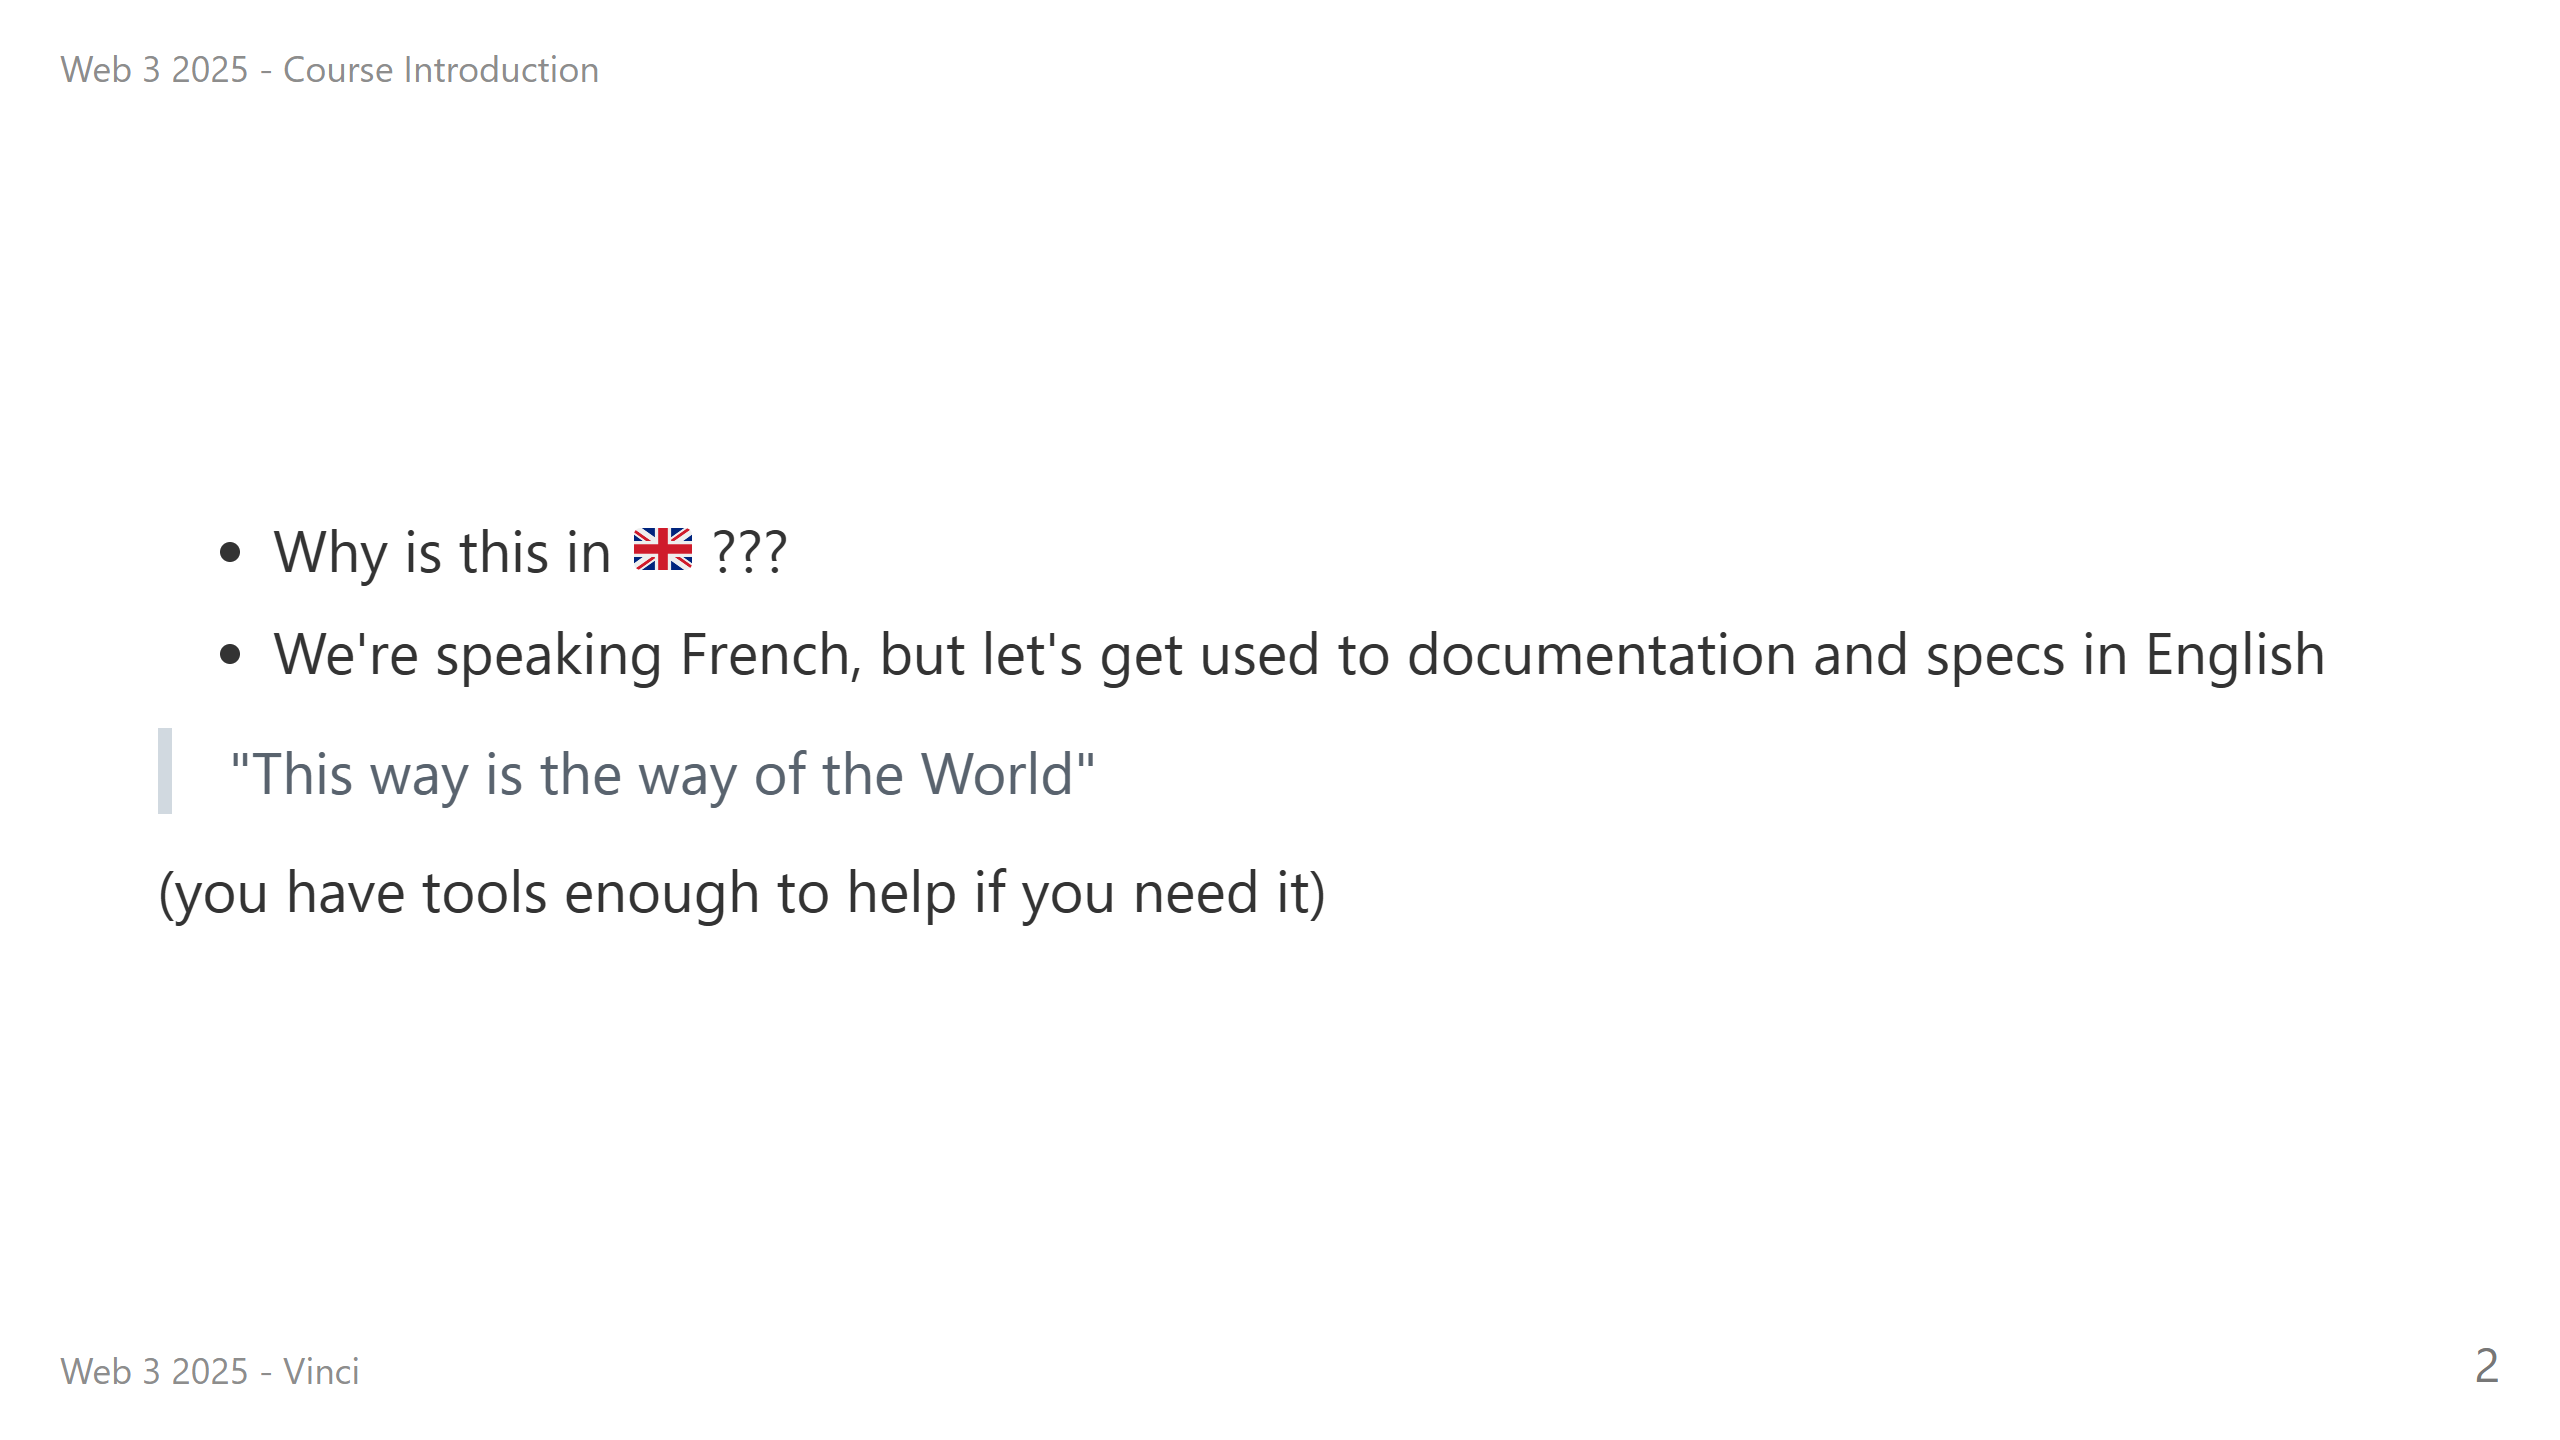 Web 3 2025 - Course Introduction
• Why is this in 🇬🇧 ???
• We're speaking French, but let's get used to documentation and specs in English
"This way is the way of the World"
(you have tools enough to help if you need it)
Web 3 2025 - Vinci
2